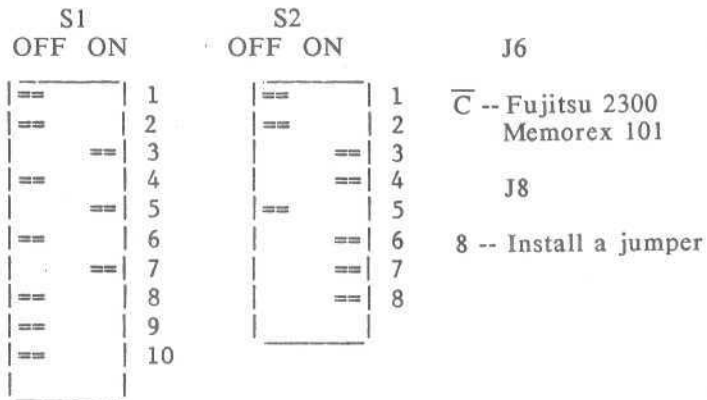 S1 S2
OFF ON OFF ON J6
== 1 == 1 C̅ -- Fujitsu 2300
== 2 == 2 Memorex 101
== 3 == 3
== 4 == 4 J8
== 5 == 5
== 6 == 6 8 -- Install a jumper
== 7 == 7
== 8 == 8
== 9
== 10